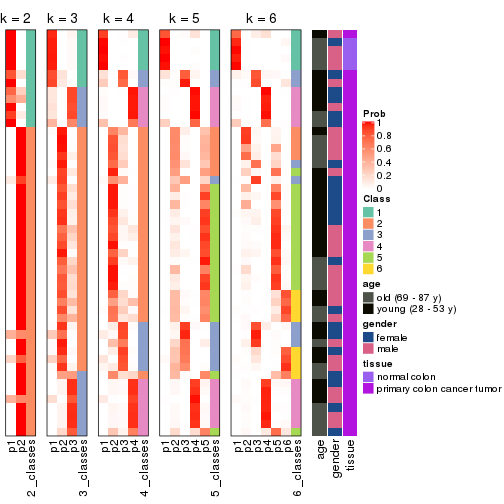 k = 2 k = 3 k = 4 k = 5 k = 6
Prob
1
0.8
0.6
0.4
0.2
0
Class
1
2
3
4
5
6
age
old (69 - 87 y)
young (28 - 53 y)
gender
female
male
tissue
normal colon
primary colon cancer tumor
p1 p2 2_classes p1 p2 p3 3_classes p1 p2 p3 p4 4_classes p1 p2 p3 p4 p5 5_classes p1 p2 p3 p4 p5 p6 6_classes age gender tissue